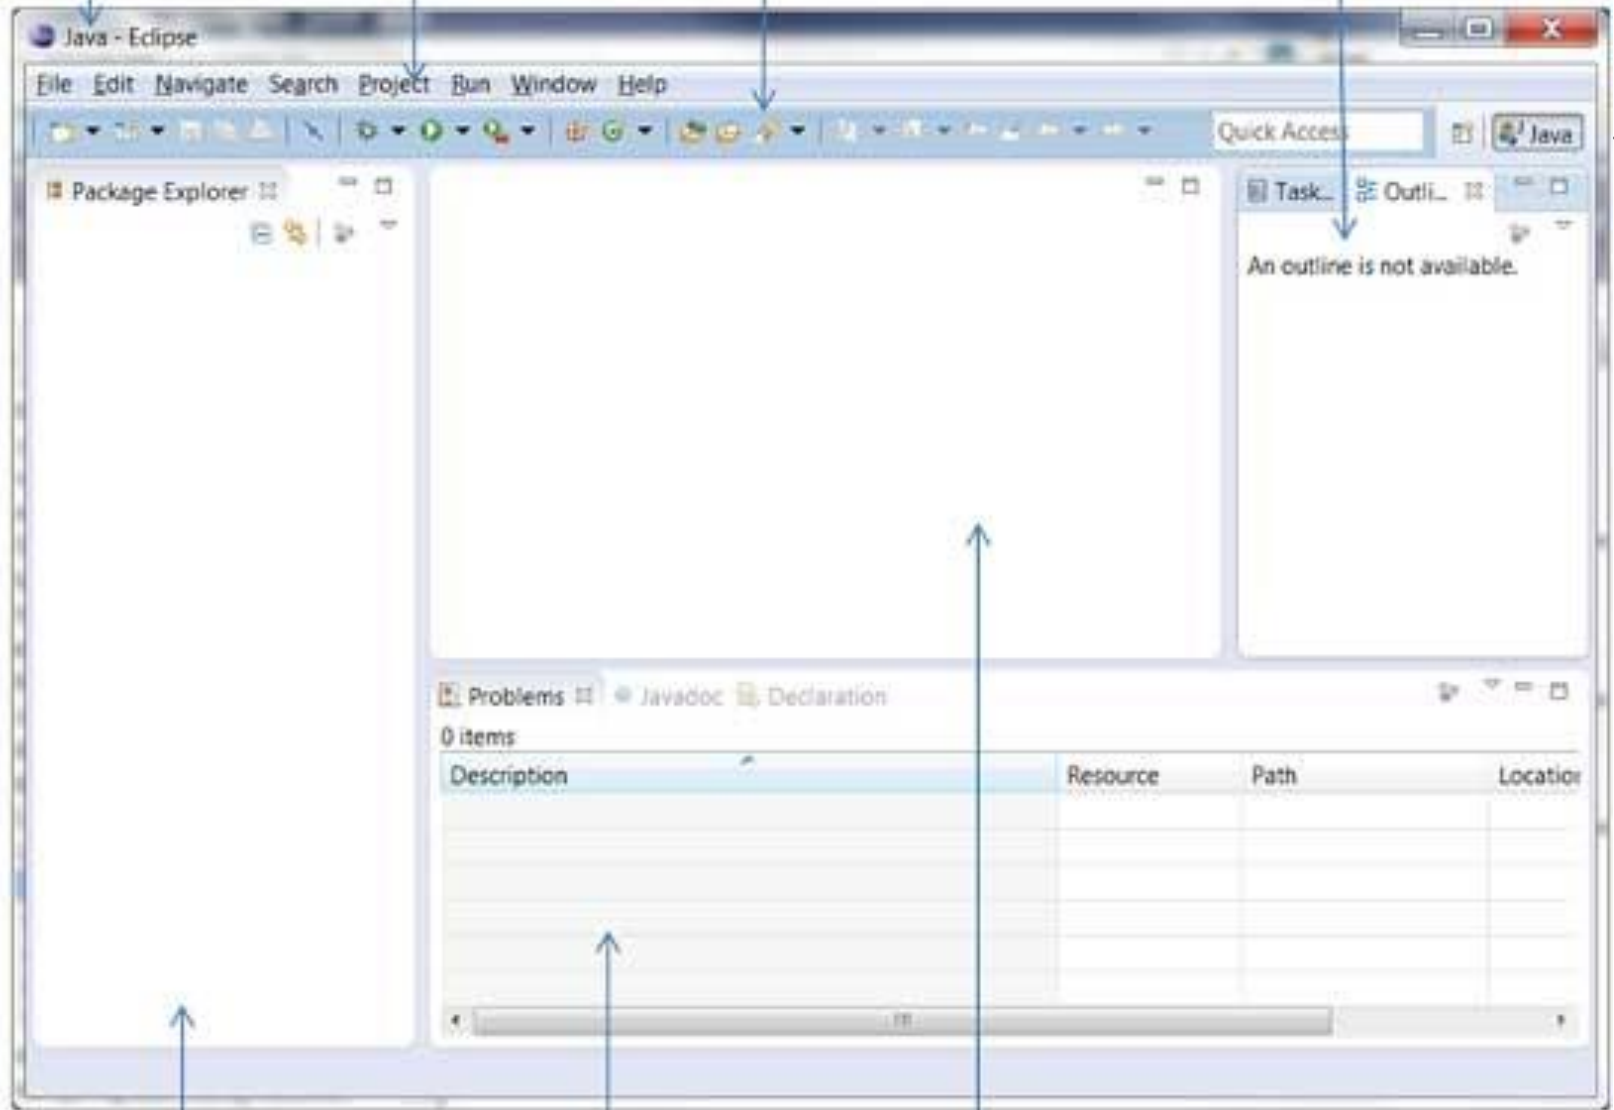 Java - Eclipse
File Edit Navigate Search Project Run Window Help
Quick Access
Java
Package Explorer
Task...
Outli...
An outline is not available.
Problems Javadoc Declaration
0 items
Description Resource Path Location